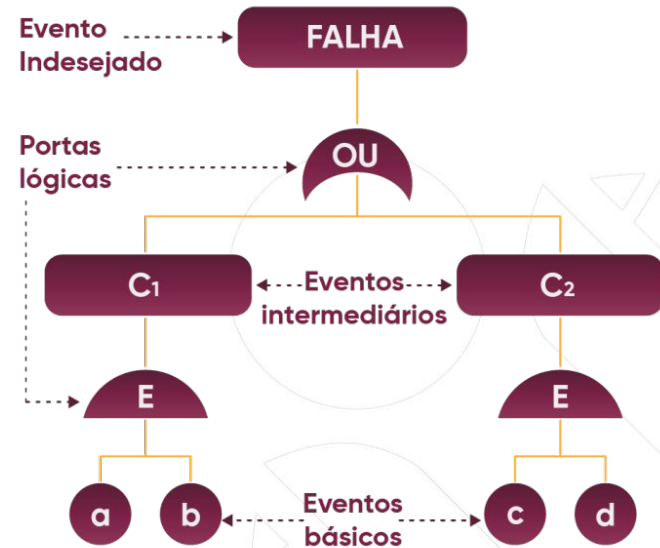 Evento
Indesejado
FALHA
Portas
lógicas
OU
C₁
Eventos
intermediários
C₂
E
E
a
b
Eventos
básicos
c
d